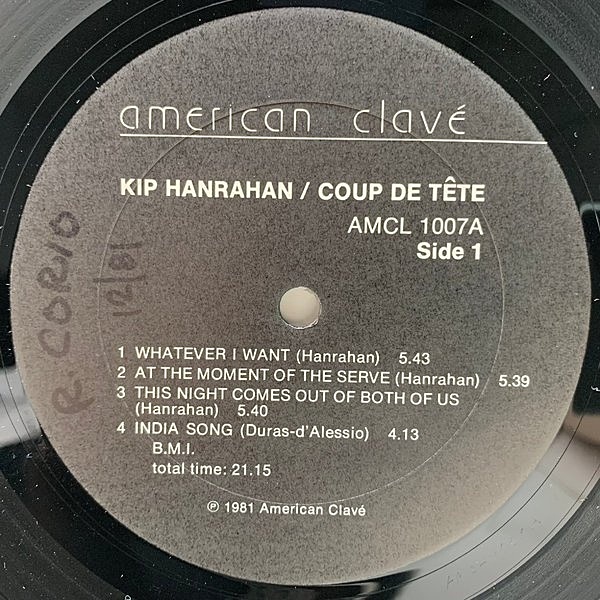 american clavé
KIP HANRAHAN / COUP DE TÊTE
AMCL 1007A
Side 1
1 WHATEVER I WANT (Hanrahan) 5.43
2 AT THE MOMENT OF THE SERVE (Hanrahan) 5.39
3 THIS NIGHT COMES OUT OF BOTH OF US
(Hanrahan) 5.40
4 INDIA SONG (Duras-d'Alessio) 4.13
B.M.I.
total time: 21.15
℗ 1981 American Clavé
R CORIO
12/81